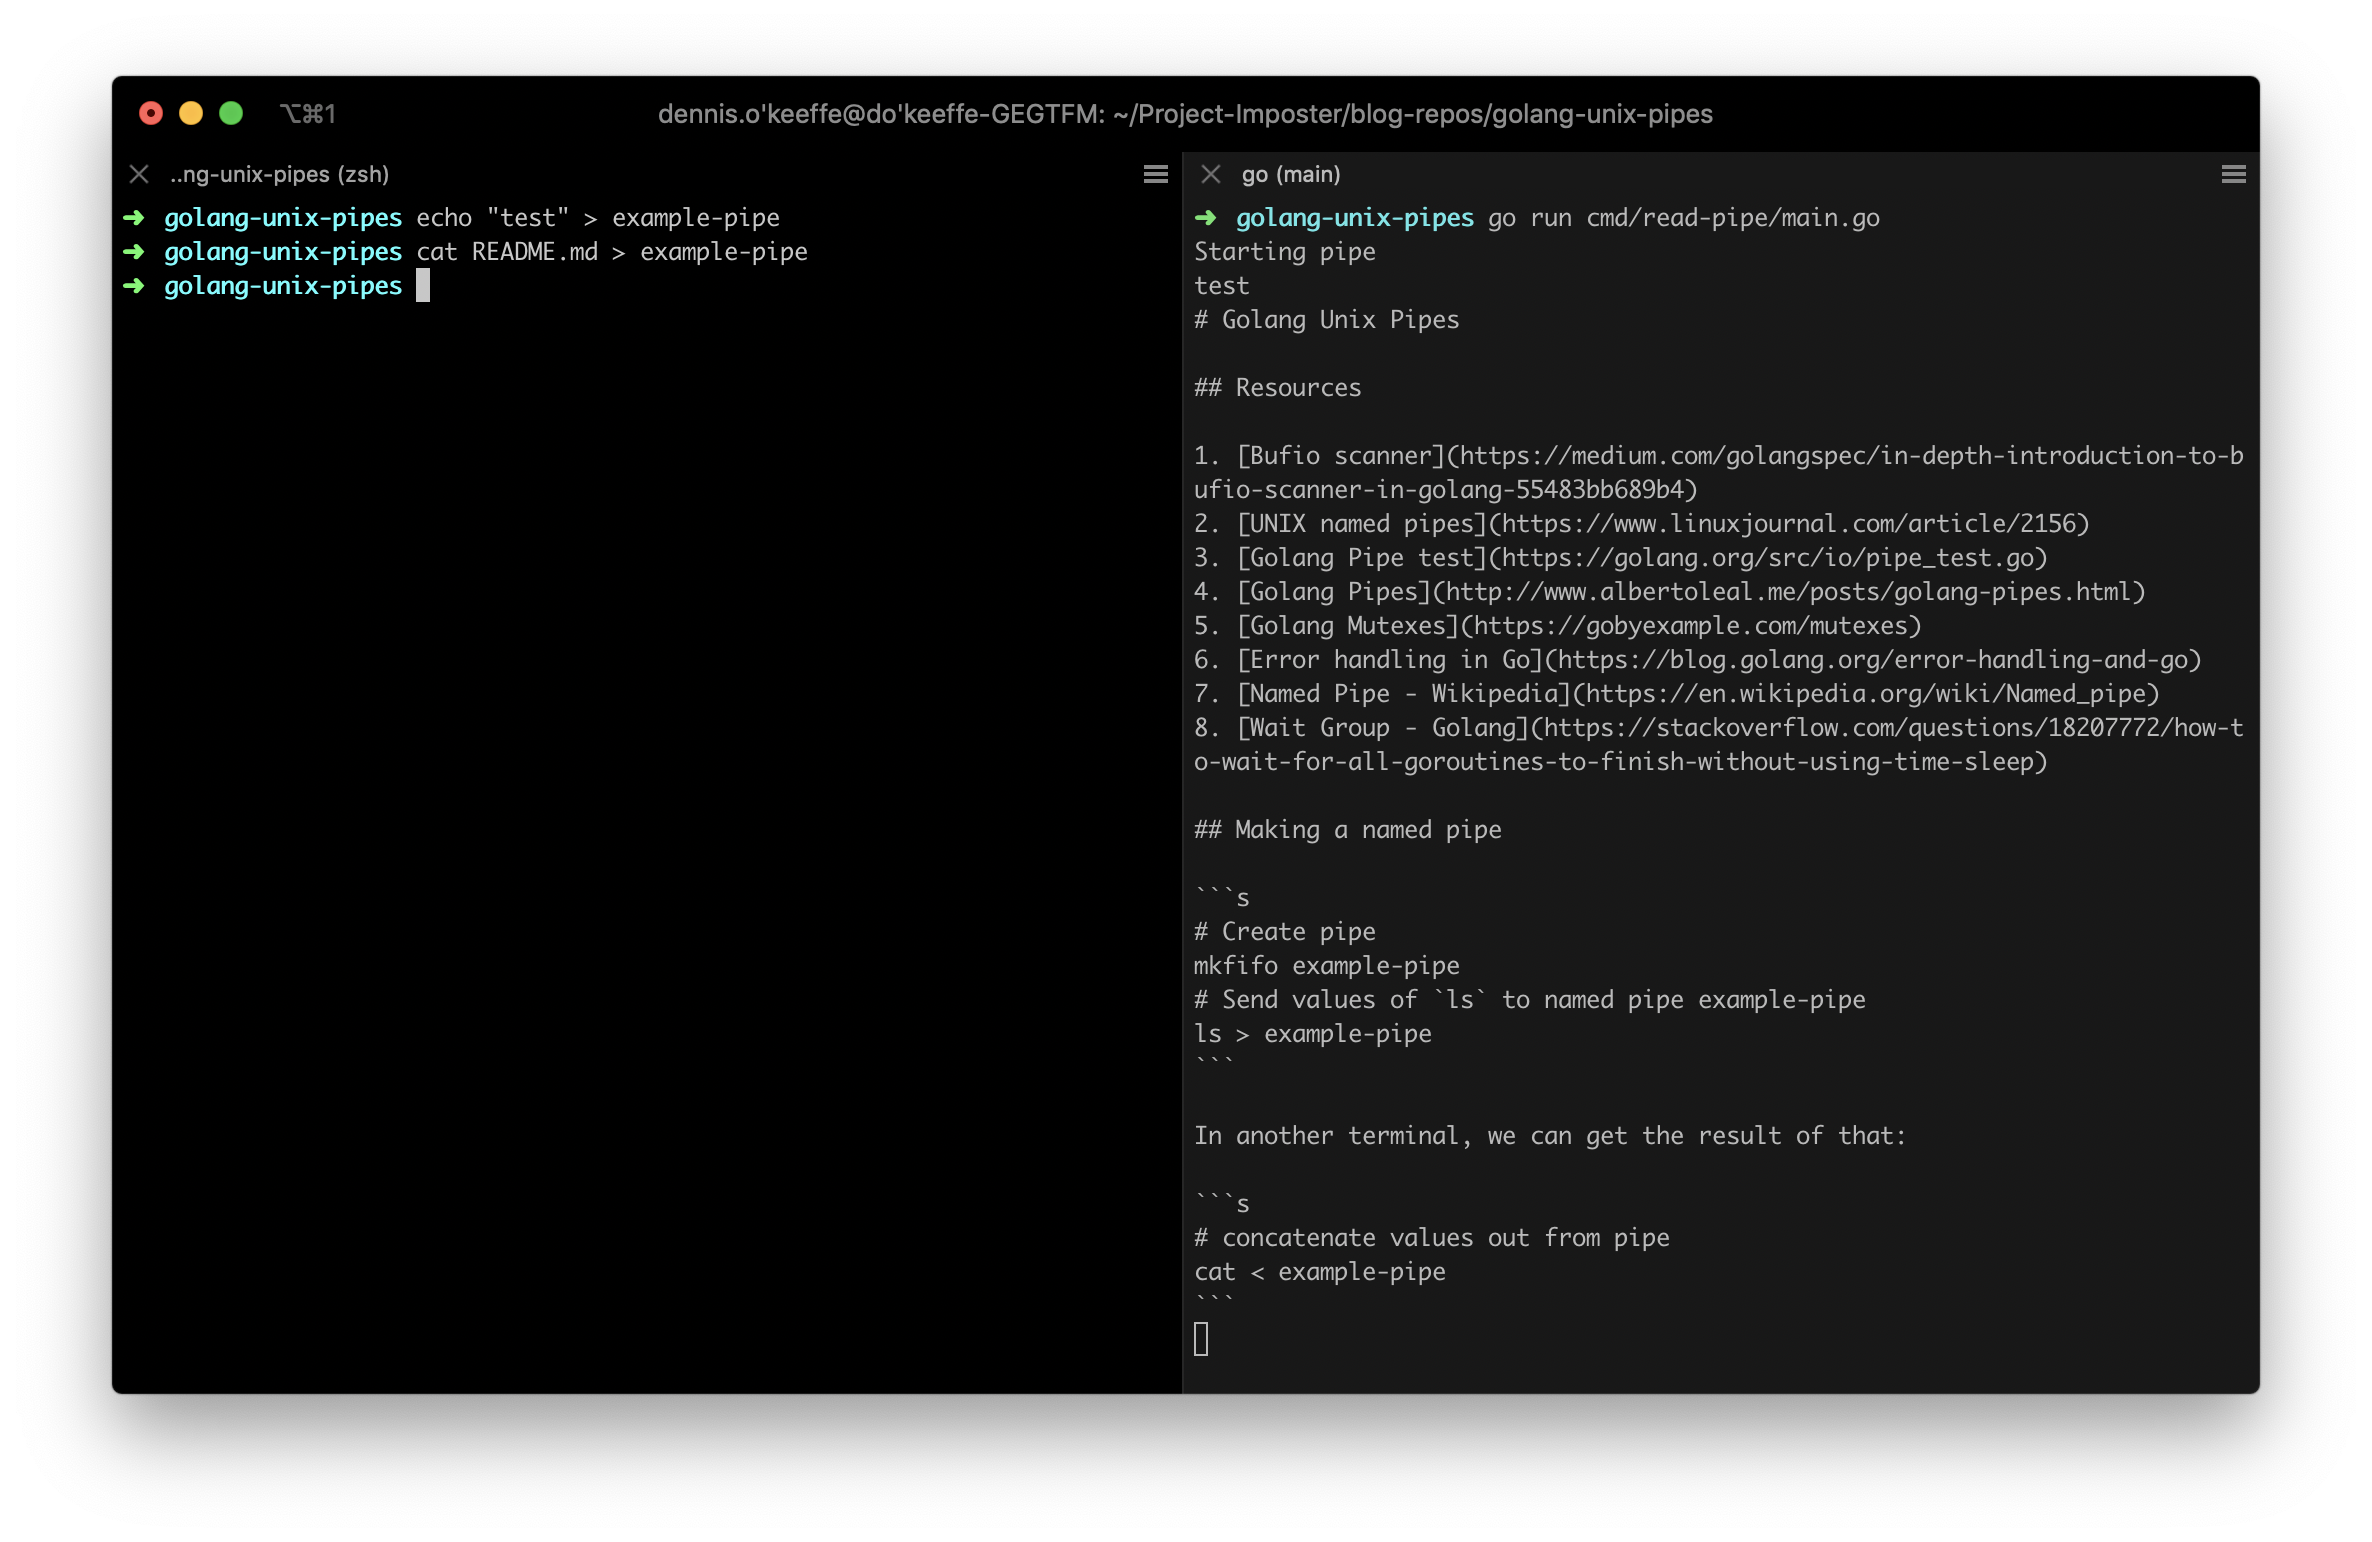 ⌥⌘1
dennis.o'keeffe@do'keeffe-GEGTFM: ~/Project-Imposter/blog-repos/golang-unix-pipes
..ng-unix-pipes (zsh)
➜ golang-unix-pipes echo "test" > example-pipe
➜ golang-unix-pipes cat README.md > example-pipe
➜ golang-unix-pipes
go (main)
➜ golang-unix-pipes go run cmd/read-pipe/main.go
Starting pipe
test
# Golang Unix Pipes
## Resources
1. [Bufio scanner](https://medium.com/golangspec/in-depth-introduction-to-b
ufio-scanner-in-golang-55483bb689b4)
2. [UNIX named pipes](https://www.linuxjournal.com/article/2156)
3. [Golang Pipe test](https://golang.org/src/io/pipe_test.go)
4. [Golang Pipes](http://www.albertoleal.me/posts/golang-pipes.html)
5. [Golang Mutexes](https://gobyexample.com/mutexes)
6. [Error handling in Go](https://blog.golang.org/error-handling-and-go)
7. [Named Pipe - Wikipedia](https://en.wikipedia.org/wiki/Named_pipe)
8. [Wait Group - Golang](https://stackoverflow.com/questions/18207772/how-t
o-wait-for-all-goroutines-to-finish-without-using-time-sleep)
## Making a named pipe
```s
# Create pipe
mkfifo example-pipe
# Send values of `ls` to named pipe example-pipe
ls > example-pipe
```
In another terminal, we can get the result of that:
```s
# concatenate values out from pipe
cat < example-pipe
```